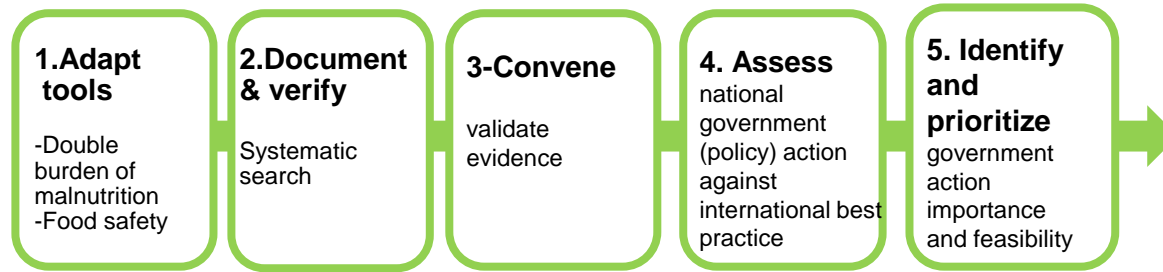 1.Adapt
tools
-Double
burden of
malnutrition
-Food safety
2.Document
& verify
Systematic
search
3-Convene
validate
evidence
4. Assess
national
government
(policy) action
against
international best
practice
5. Identify
and
prioritize
government
action
importance
and feasibility